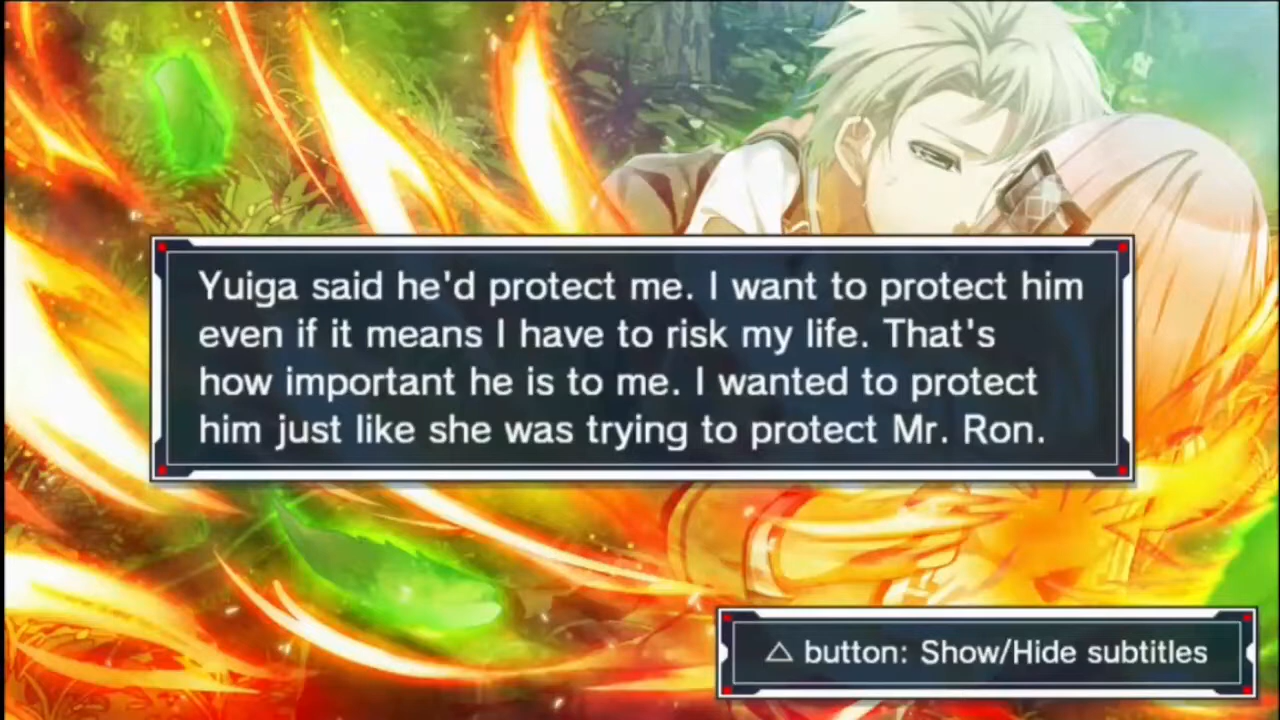 Yuiga said he'd protect me. I want to protect him
even if it means I have to risk my life. That's
how important he is to me. I wanted to protect
him just like she was trying to protect Mr. Ron.
△ button: Show/Hide subtitles